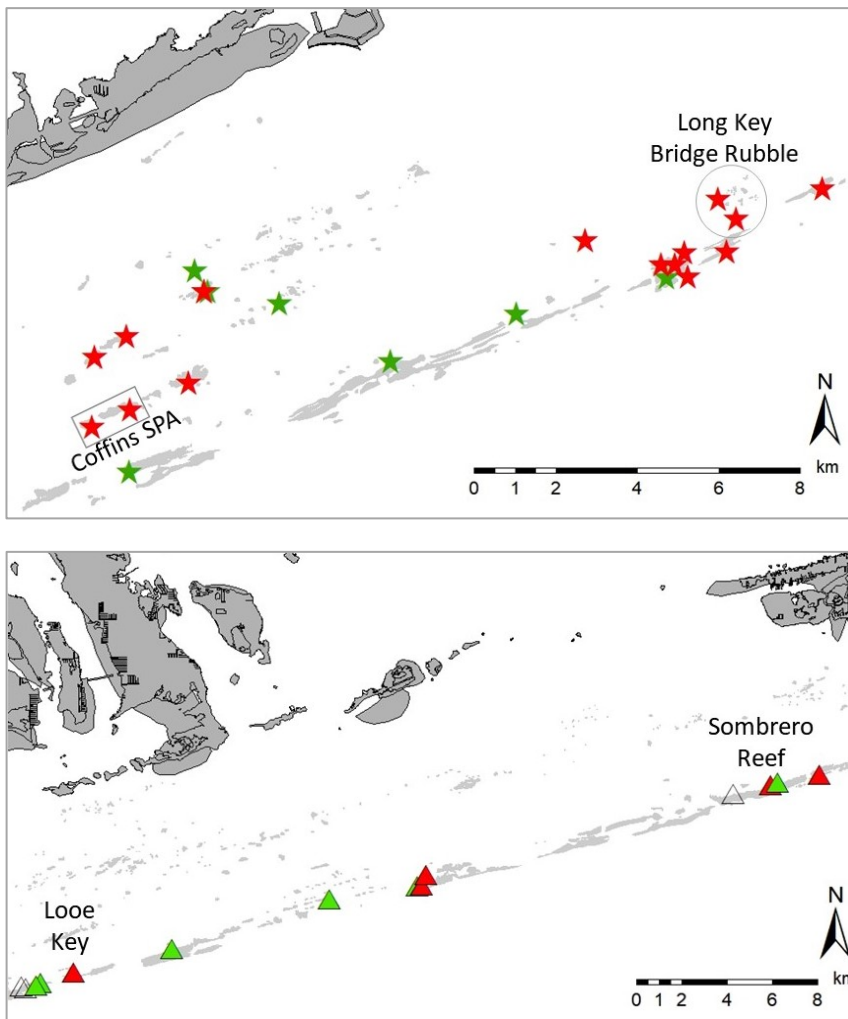 Long Key
Bridge Rubble
Coffins SPA
N
km
0 1 2 4 6 8
Sombrero
Reef
Looe
Key
N
km
0 1 2 4 6 8